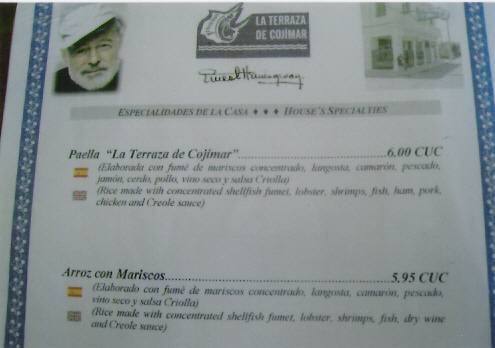 LA TERRAZA
DE COJÍMAR
Ernest Hemingway
ESPECIALIDADES DE LA CASA ♦ ♦ ♦ HOUSE'S SPECIALTIES
Paella "La Terraza de Cojímar"..............................6,00 CUC
(Elaborada con fumé de mariscos concentrado, langosta, camarón, pescado,
jamón, cerdo, pollo, vino seco y salsa Criolla)
(Rice made with concentrated shellfish fumet, lobster, shrimps, fish, ham, pork,
chicken and Creole sauce)
Arroz con Mariscos.............................................5,95 CUC
(Elaborado con fumé de mariscos concentrado, langosta, camarón, pescado,
vino seco y salsa Criolla)
(Rice made with concentrated shellfish fumet, lobster, shrimps, fish, dry wine
and Creole sauce)